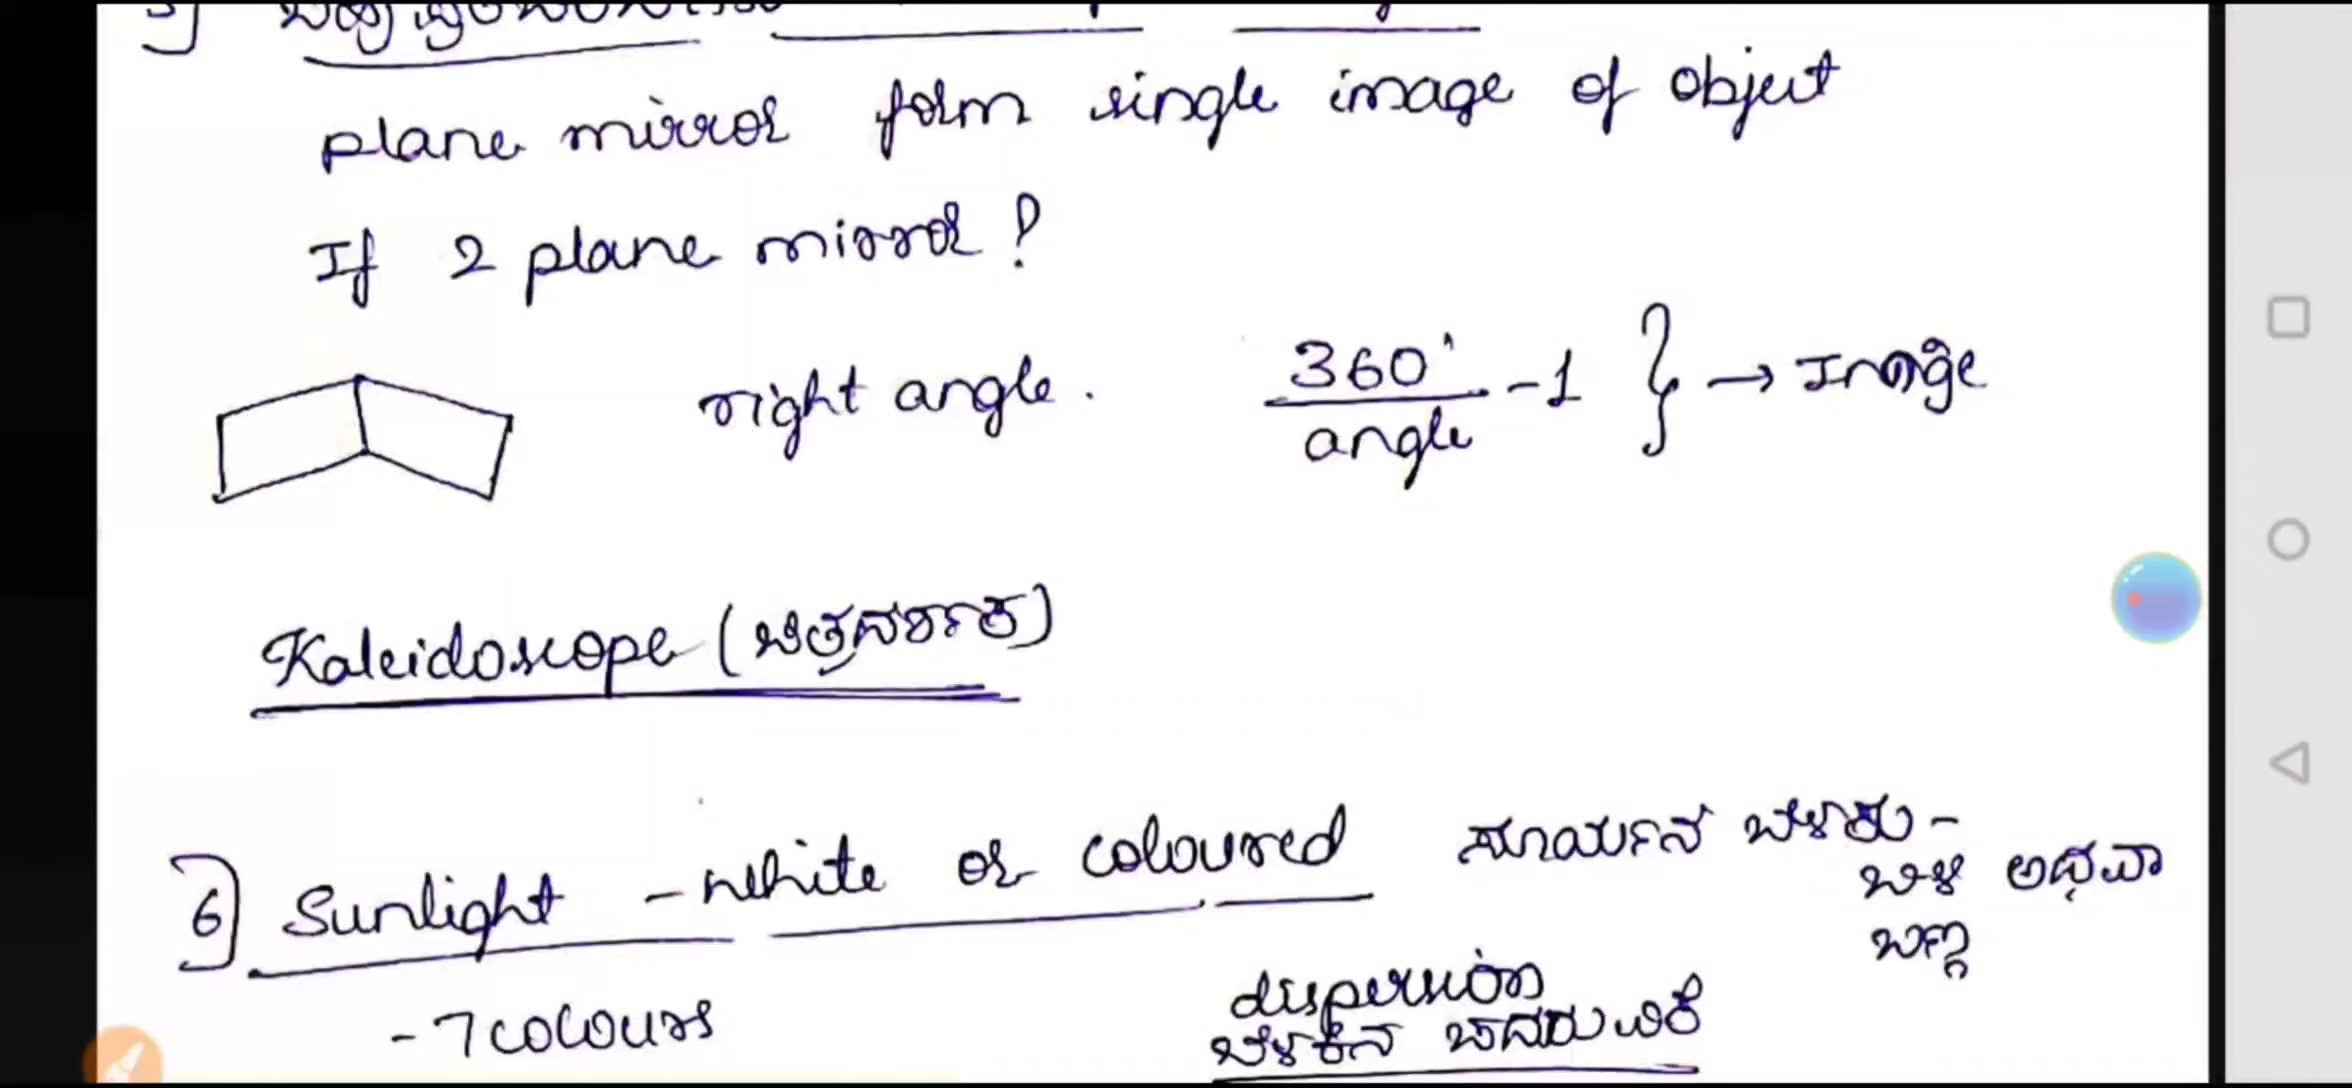 5]
plane mirror form single image of object
If 2 plane mirror ?
right angle . 360° / angle -1 } → Image
Kaleidoscope (ಚಿತ್ರದರ್ಶಕ)
6] Sunlight - white or coloured ಸೂರ್ಯನ ಬೆಳಕು -
ಬಿಳಿ ಅಥವಾ
ಬಣ್ಣ
- 7 colours
dispersion
ಬೆಳಕಿನ ಚದುರುವಿಕೆ